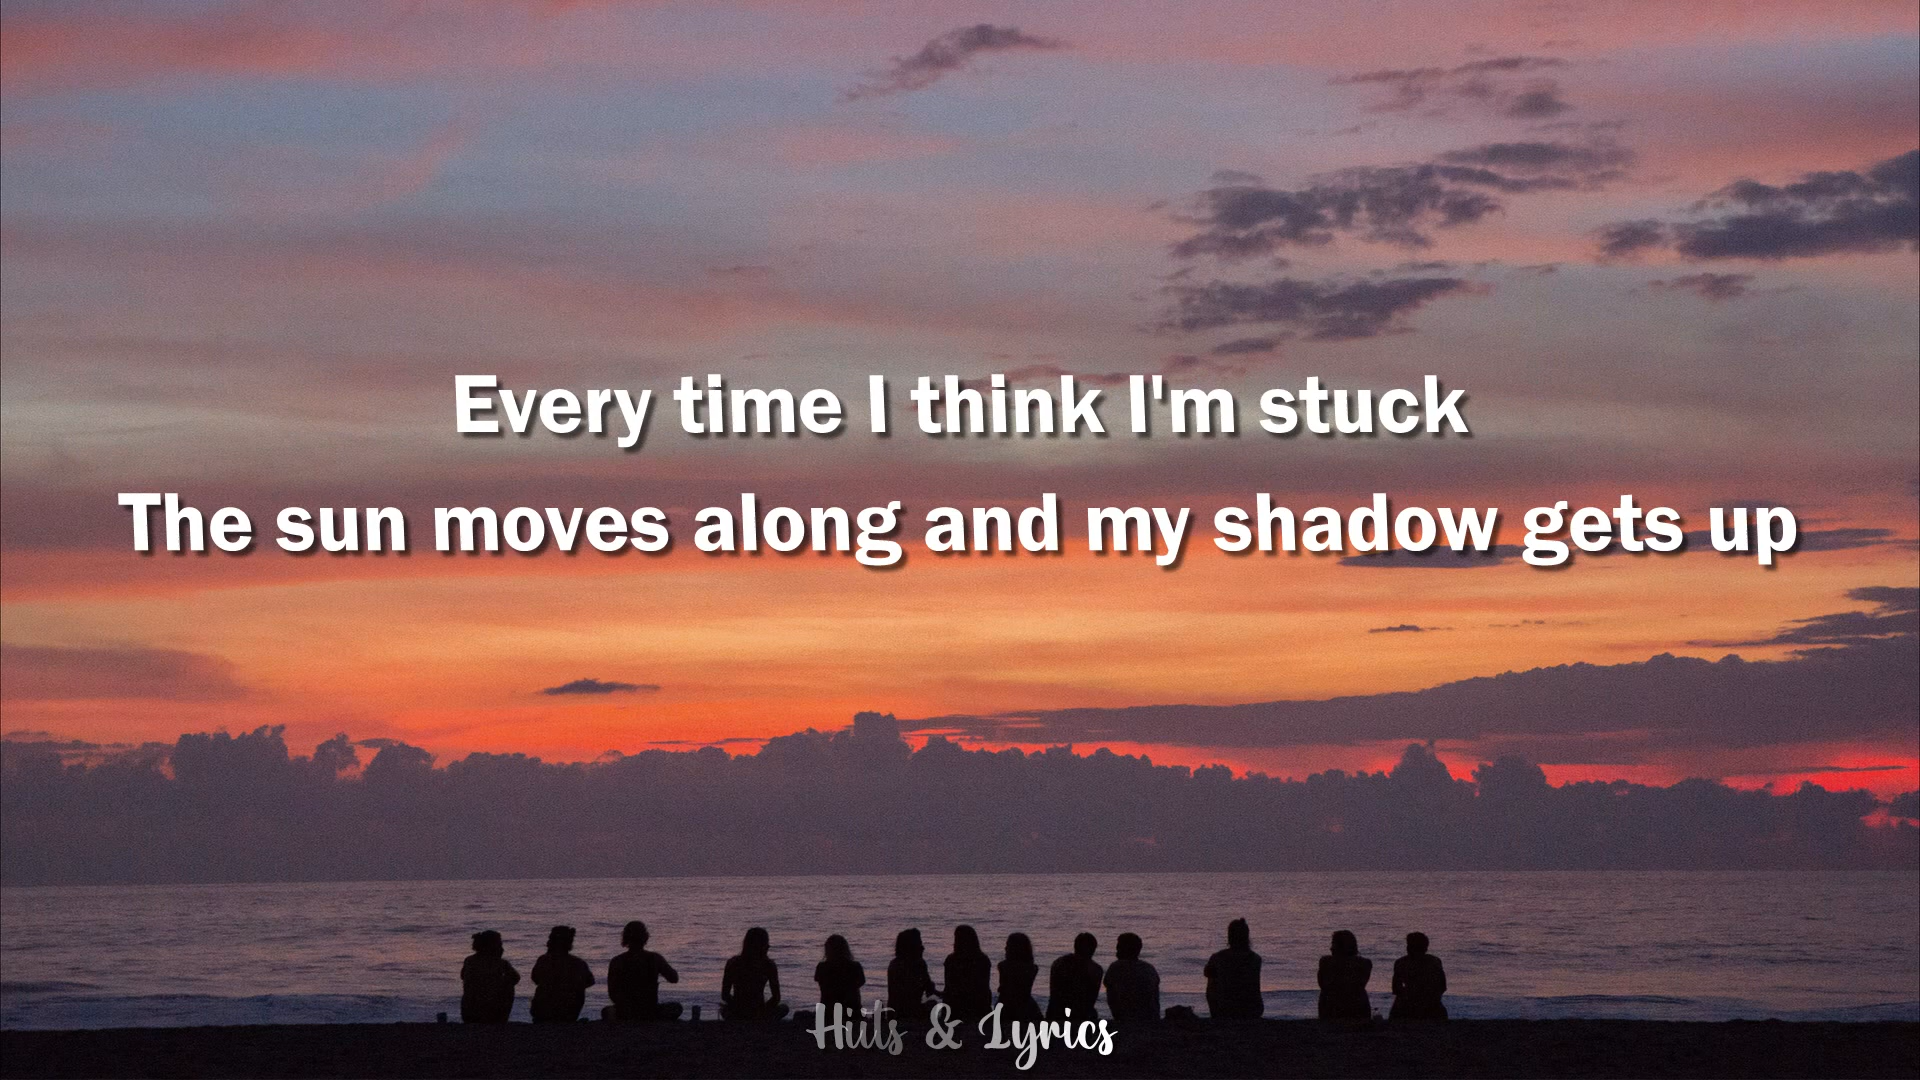 Every time I think I'm stuck
The sun moves along and my shadow gets up
Hiits & Lyrics